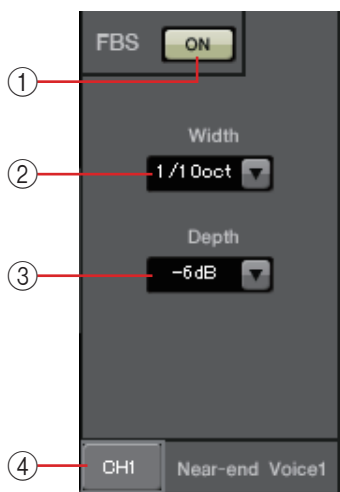 FBS ON
①
Width
② 1/10oct
Depth
③ -6dB
④ CH1 Near-end Voice1